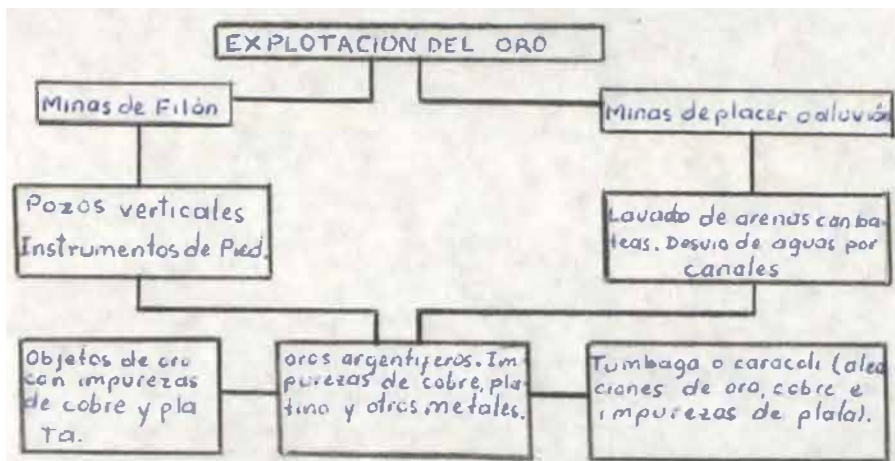 EXPLOTACION DEL ORO
Minas de Filón
Minas de placer o aluvión
Pozos verticales
Instrumentos de Pied.
Lavado de arenas con ba-
teas. Desvio de aguas por
canales
Objetos de oro
con impurezas
de cobre y pla
Ta.
oros argentiferos. Im-
purezas de cobre, pla-
tino y otros metales.
Tumbaga o caracoli (alea
ciones de oro, cobre e
impurezas de plata).